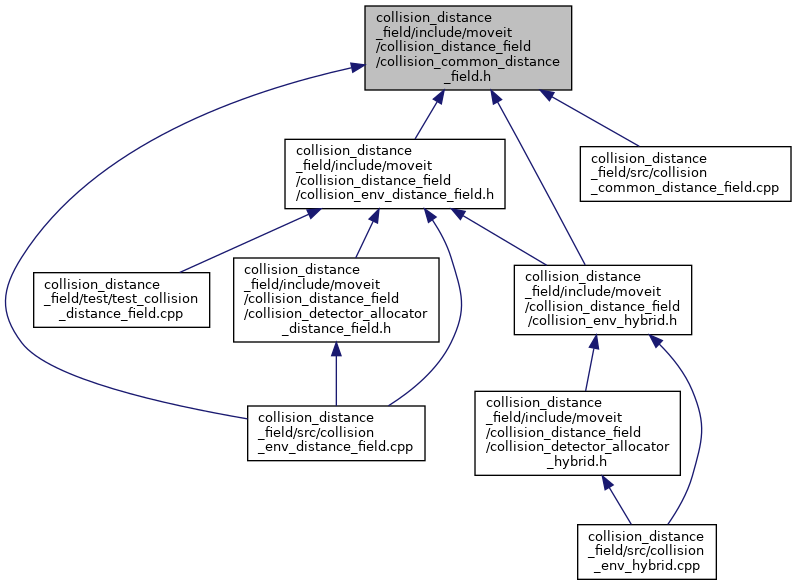 collision_distance
_field/include/moveit
/collision_distance_field
/collision_common_distance
_field.h
collision_distance
_field/include/moveit
/collision_distance_field
/collision_env_distance_field.h
collision_distance
_field/src/collision
_common_distance_field.cpp
collision_distance
_field/test/test_collision
_distance_field.cpp
collision_distance
_field/include/moveit
/collision_distance_field
/collision_detector_allocator
_distance_field.h
collision_distance
_field/include/moveit
/collision_distance_field
/collision_env_hybrid.h
collision_distance
_field/src/collision
_env_distance_field.cpp
collision_distance
_field/include/moveit
/collision_distance_field
/collision_detector_allocator
_hybrid.h
collision_distance
_field/src/collision
_env_hybrid.cpp